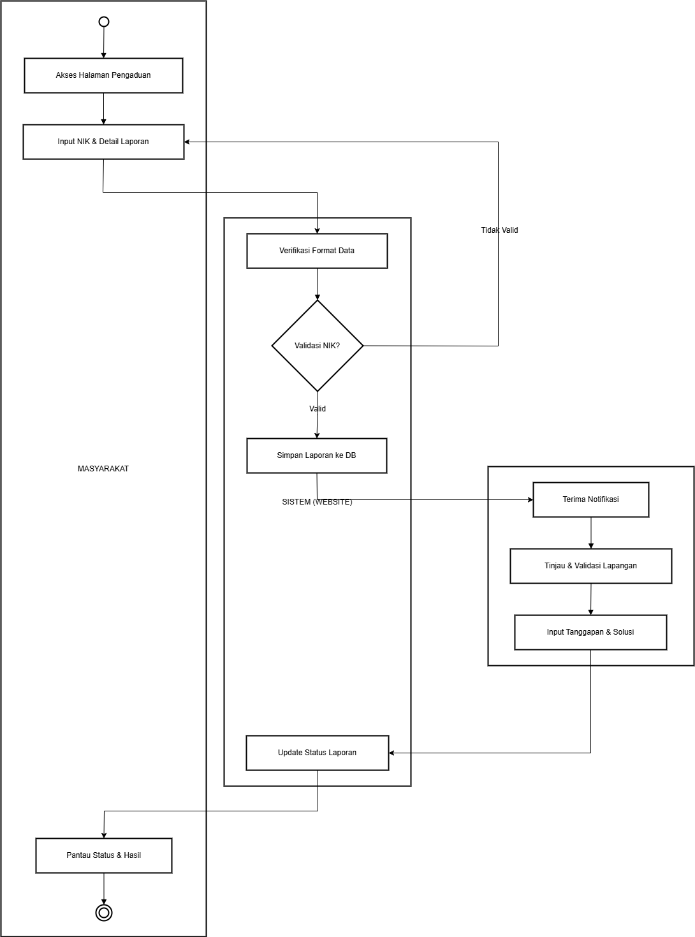 Akses Halaman Pengaduan
Input NIK & Detail Laporan
Tidak Valid
Verifikasi Format Data
Validasi NIK?
Valid
Simpan Laporan ke DB
MASYARAKAT
SISTEM (WEBSITE)
Terima Notifikasi
Tinjau & Validasi Lapangan
Input Tanggapan & Solusi
Update Status Laporan
Pantau Status & Hasil